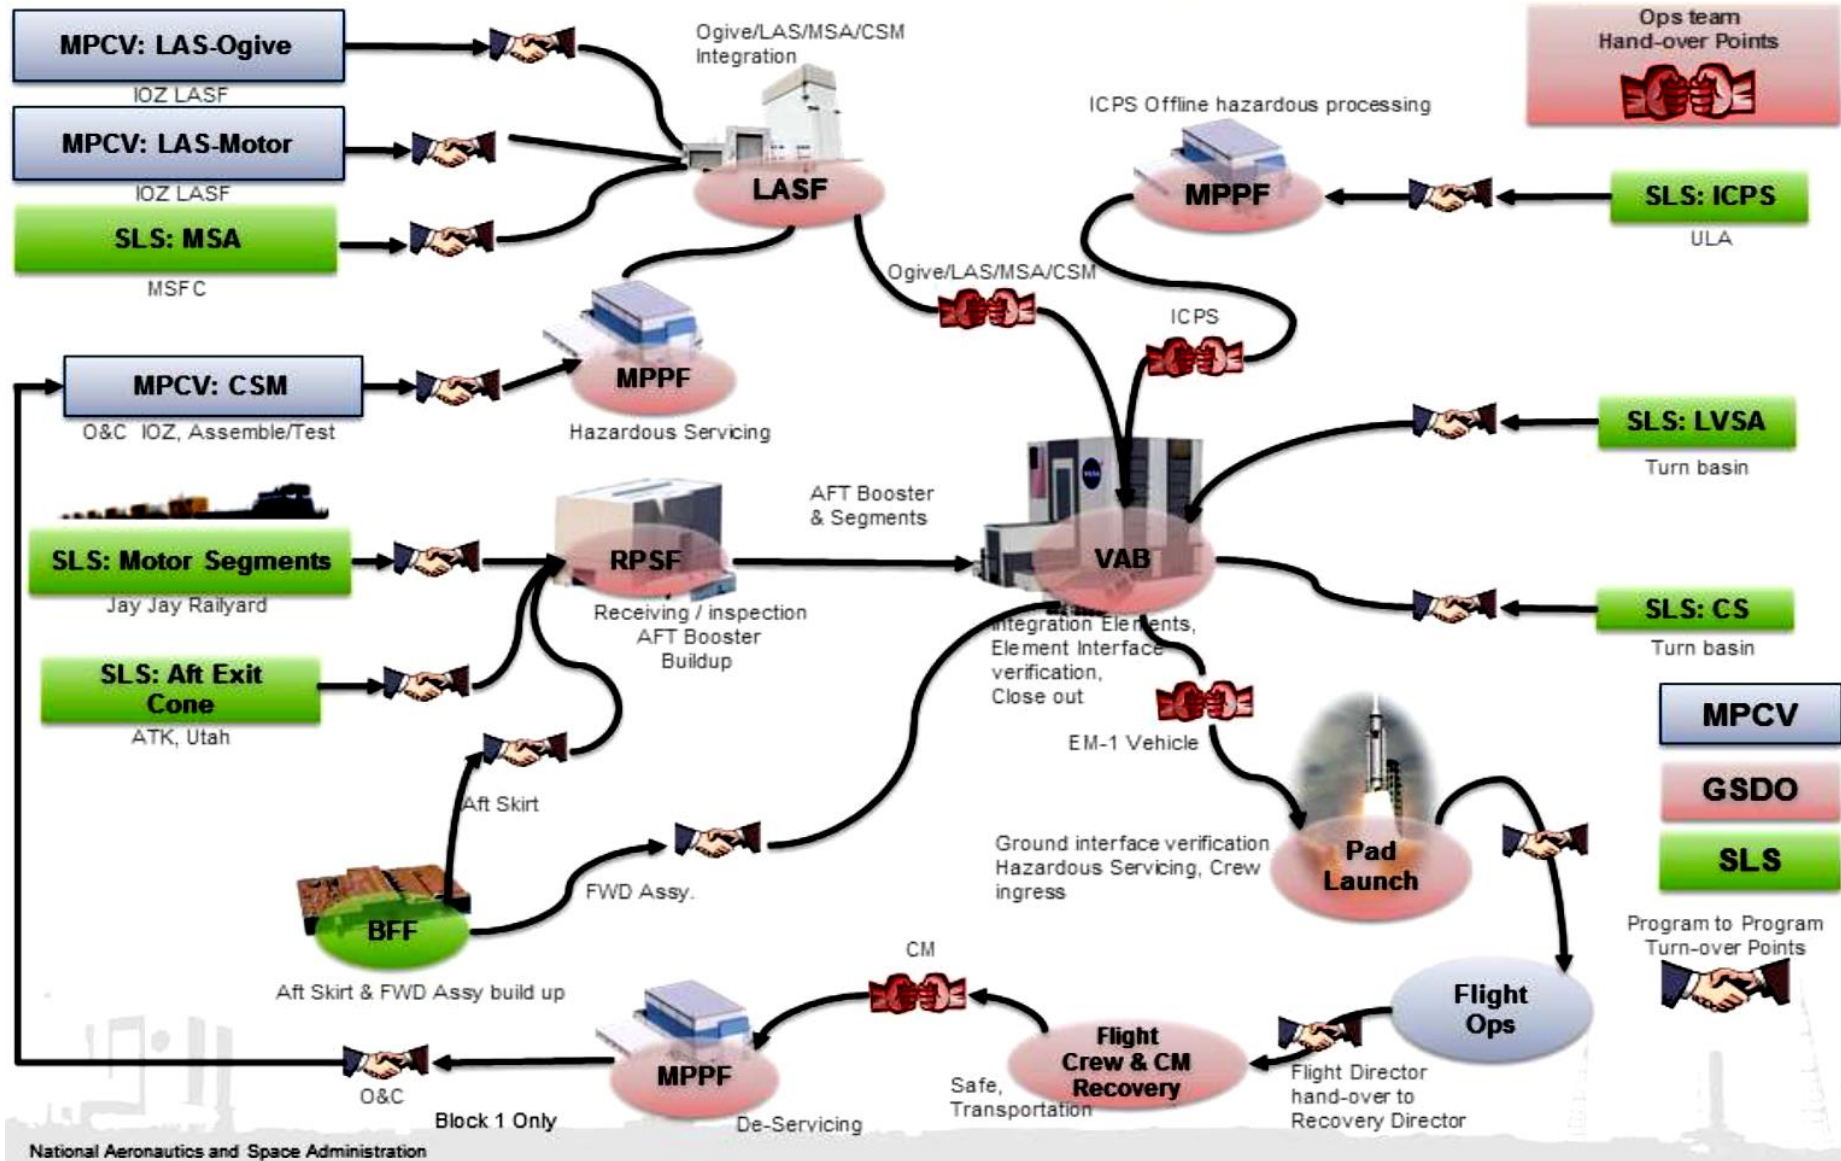 MPCV: LAS-Ogive
IOZ LASF
MPCV: LAS-Motor
IOZ LASF
SLS: MSA
MSFC
Ogive/LAS/MSA/CSM
Integration
LASF
ICPS Offline hazardous processing
MPPF
Ops team
Hand-over Points
SLS: ICPS
ULA
Ogive/LAS/MSA/CSM
ICPS
MPCV: CSM
O&C IOZ, Assemble/Test
MPPF
Hazardous Servicing
SLS: LVSA
Turn basin
SLS: Motor Segments
Jay Jay Railyard
RPSF
Receiving / inspection
AFT Booster
Buildup
AFT Booster
& Segments
NASA
VAB
Integration Elements,
Element Interface
verification,
Close out
SLS: CS
Turn basin
SLS: Aft Exit
Cone
ATK, Utah
Aft Skirt
EM-1 Vehicle
MPCV
GSDO
SLS
Program to Program
Turn-over Points
BFF
Aft Skirt & FWD Assy build up
FWD Assy.
Ground interface verification
Hazardous Servicing, Crew
ingress
Pad
Launch
Flight
Ops
Flight Director
hand-over to
Recovery Director
Flight
Crew & CM
Recovery
Safe,
Transportation
CM
MPPF
De-Servicing
O&C
Block 1 Only
National Aeronautics and Space Administration